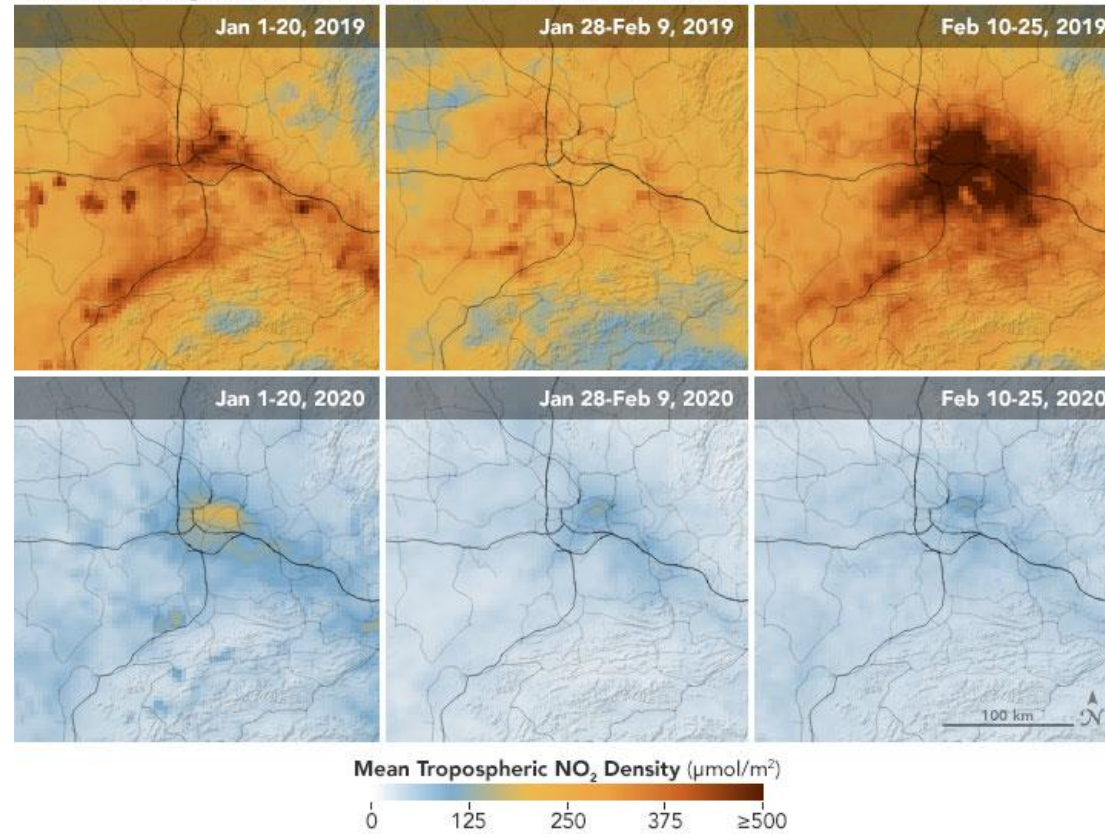 Jan 1-20, 2019
Jan 28-Feb 9, 2019
Feb 10-25, 2019
Jan 1-20, 2020
Jan 28-Feb 9, 2020
Feb 10-25, 2020
100 km
N
Mean Tropospheric NO₂ Density (µmol/m²)
0 125 250 375 ≥500